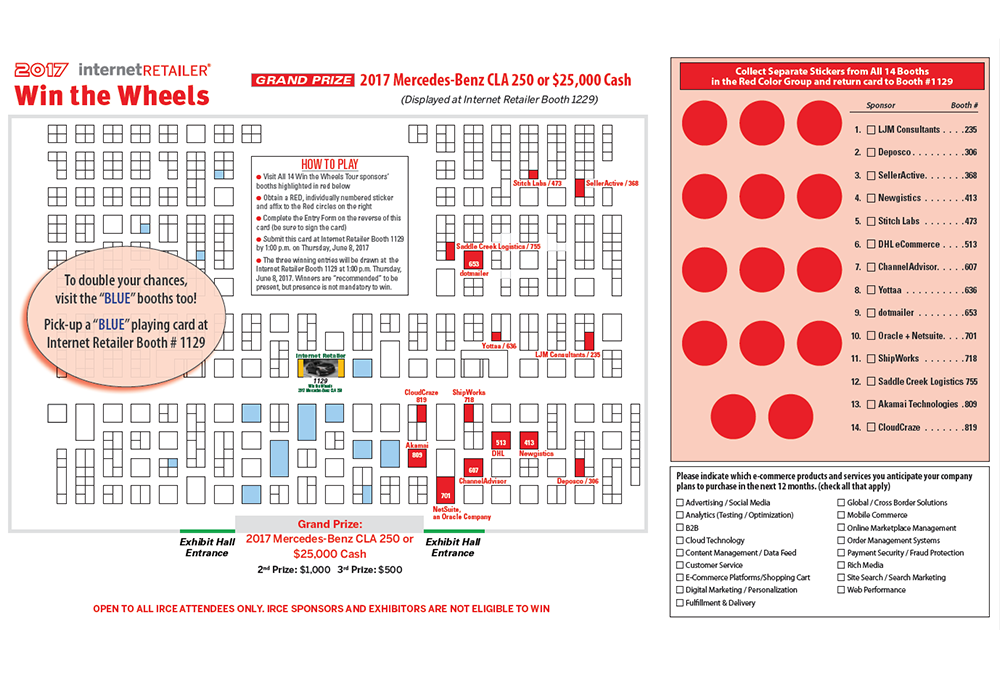 2017 internetRETAILER®
Win the Wheels
GRAND PRIZE 2017 Mercedes-Benz CLA 250 or $25,000 Cash
(Displayed at Internet Retailer Booth 1229)
HOW TO PLAY
● Visit All 14 Win the Wheels Tour sponsors'
booths highlighted in red below
● Obtain a RED, individually numbered sticker
and affix to the Red circles on the right
● Complete the Entry Form on the reverse of this
card (be sure to sign the card)
● Submit this card at Internet Retailer Booth 1129
by 1:00 p.m. on Thursday, June 8, 2017
● The three winning entries will be drawn at the
Internet Retailer Booth 1129 at 1:00 p.m. Thursday,
June 8, 2017. Winners are "recommended" to be
present, but presence is not mandatory to win.
Stitch Labs / 473
SellerActive / 368
Saddle Creek Logistics / 755
653
dotmailer
To double your chances,
visit the "BLUE" booths too!
Pick-up a "BLUE" playing card at
Internet Retailer Booth # 1129
Yottaa / 636
LJM Consultants / 235
Internet Retailer
1129
Win the Wheels
2017 Mercedes-Benz CLA 250
CloudCraze
819
ShipWorks
718
Akamai
809
513
DHL
413
Newgistics
607
ChannelAdvisor
Deposco / 306
701
NetSuite,
an Oracle Company
Exhibit Hall
Entrance
Grand Prize:
2017 Mercedes-Benz CLA 250 or
$25,000 Cash
2nd Prize: $1,000 3rd Prize: $500
Exhibit Hall
Entrance
OPEN TO ALL IRCE ATTENDEES ONLY. IRCE SPONSORS AND EXHIBITORS ARE NOT ELIGIBLE TO WIN
Collect Separate Stickers from All 14 Booths
in the Red Color Group and return card to Booth #1129
Sponsor Booth #
1. LJM Consultants . . . . 235
2. Deposco . . . . . . . . . 306
3. SellerActive. . . . . . . . 368
4. Newgistics . . . . . . . . 413
5. Stitch Labs . . . . . . . . 473
6. DHL eCommerce . . . . 513
7. ChannelAdvisor. . . . . 607
8. Yottaa . . . . . . . . . . 636
9. dotmailer . . . . . . . . 653
10. Oracle + Netsuite. . . . 701
11. ShipWorks . . . . . . . 718
12. Saddle Creek Logistics 755
13. Akamai Technologies . 809
14. CloudCraze . . . . . . . 819
Please indicate which e-commerce products and services you anticipate your company
plans to purchase in the next 12 months. (check all that apply)
Advertising / Social Media
Analytics (Testing / Optimization)
B2B
Cloud Technology
Content Management / Data Feed
Customer Service
E-Commerce Platforms/Shopping Cart
Digital Marketing / Personalization
Fulfillment & Delivery
Global / Cross Border Solutions
Mobile Commerce
Online Marketplace Management
Order Management Systems
Payment Security / Fraud Protection
Rich Media
Site Search / Search Marketing
Web Performance